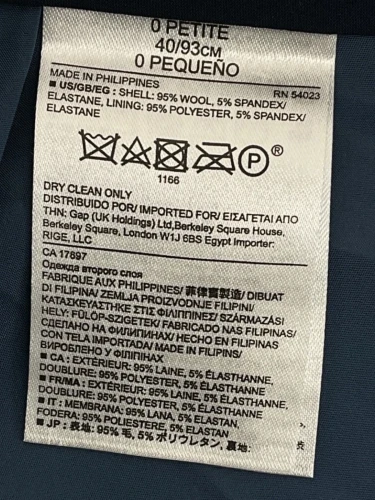 0 PETITE
40/93CM
0 PEQUEÑO
MADE IN PHILIPPINES
RN 54023
■ US/GB/EG : SHELL: 95% WOOL, 5% SPANDEX/
ELASTANE, LINING: 95% POLYESTER, 5% SPANDEX/
ELASTANE
P ®
1166
DRY CLEAN ONLY
DISTRIBUIDO POR/ IMPORTED FOR/ ΕΙΣΑΓΕΤΑΙ ΑΠΟ
ΤΗΝ: Gap (UK Holdings) Ltd,Berkeley Square House,
Berkeley Square, London W1J 6BS Egypt Importer:
RIGE, LLC
CA 17897
Одежда второго слоя
FABRIQUE AUX PHILIPPINES/ 菲律賓製造/ DIBUAT
DI FILIPINA/ ZEMLJA PROIZVODNJE FILIPINI/
ΚΑΤΑΣΚΕΥΑΣΤΗΚΕ ΣΤΙΣ ΦΙΛΙΠΠΙΝΕΣ/ SZÁRMAZÁSI
HELY: FÜLÖP-SZIGETEK/ FABRICADO NAS FILIPINAS/
СДЕЛАНО НА ФИЛИППИНАХ/ HECHO EN FILIPINAS
CON TELA IMPORTADA/ MADE IN FILIPINS/
ВИРОБЛЕНО У ФІЛІППІНАХ
■ CA : EXTÉRIEUR: 95% LAINE, 5% ÉLASTHANNE,
DOUBLURE: 95% POLYESTER, 5% ÉLASTHANNE
■ FR/MA : EXTÉRIEUR: 95% LAINE, 5% ÉLASTHANNE,
DOUBLURE: 95% POLYESTER, 5% ÉLASTHANNE
■ IT : MEMBRANA: 95% LANA, 5% ELASTAN,
FODERA: 95% POLIESTERE, 5% ELASTAN
■ JP : 表地: 95% 毛, 5% ポリウレタン, 裏地: